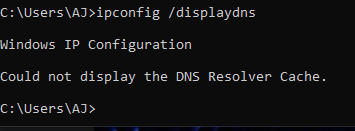 C:\Users\AJ>ipconfig /displaydns
Windows IP Configuration
Could not display the DNS Resolver Cache.
C:\Users\AJ>